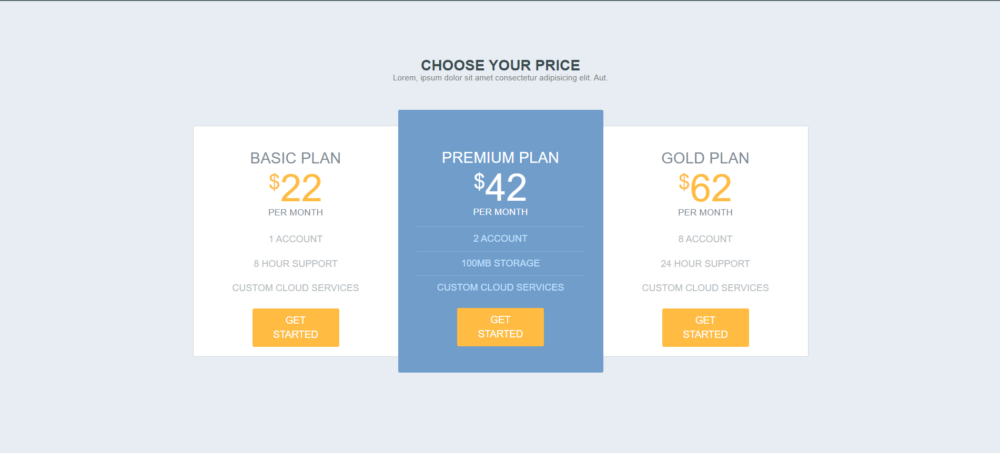 CHOOSE YOUR PRICE
Lorem, ipsum dolor sit amet consectetur adipisicing elit. Aut.
BASIC PLAN
$22
PER MONTH
1 ACCOUNT
8 HOUR SUPPORT
CUSTOM CLOUD SERVICES
GET
STARTED
PREMIUM PLAN
$42
PER MONTH
2 ACCOUNT
100MB STORAGE
CUSTOM CLOUD SERVICES
GET
STARTED
GOLD PLAN
$62
PER MONTH
8 ACCOUNT
24 HOUR SUPPORT
CUSTOM CLOUD SERVICES
GET
STARTED